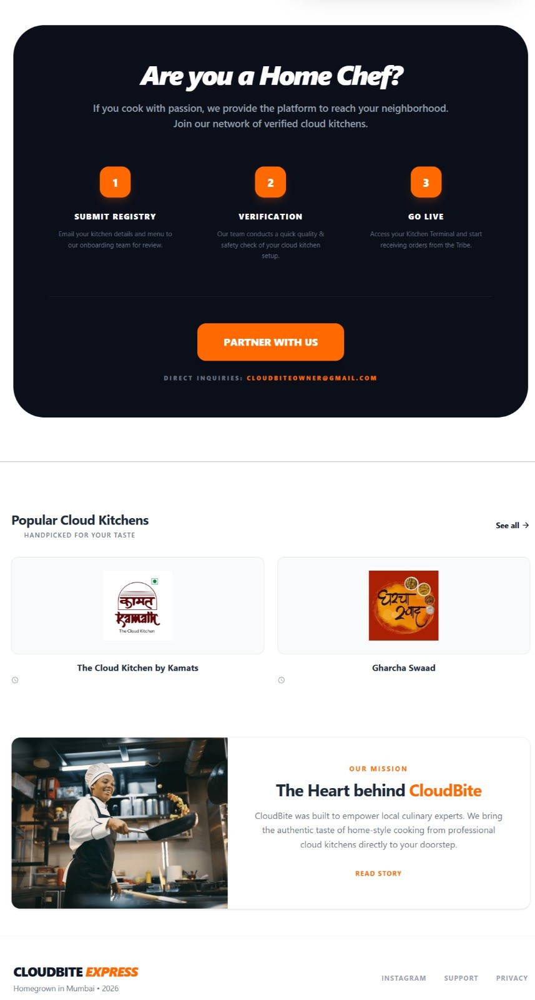 Are you a Home Chef?
If you cook with passion, we provide the platform to reach your neighborhood.
Join our network of verified cloud kitchens.
1
SUBMIT REGISTRY
Email your kitchen details and menu to
our onboarding team for review.
2
VERIFICATION
Our team conducts a quick quality &
safety check of your cloud kitchen
setup.
3
GO LIVE
Access your Kitchen Terminal and start
receiving orders from the Tribe.
PARTNER WITH US
DIRECT INQUIRIES: CLOUDBITEOWNER@GMAIL.COM
Popular Cloud Kitchens
HANDPICKED FOR YOUR TASTE
See all →
कामत
kamath
The Cloud Kitchen
The Cloud Kitchen by Kamats
घरचा
स्वाद
Gharcha Swaad
OUR MISSION
The Heart behind CloudBite
CloudBite was built to empower local culinary experts. We bring
the authentic taste of home-style cooking from professional
cloud kitchens directly to your doorstep.
READ STORY
CLOUDBITE EXPRESS
Homegrown in Mumbai • 2026
INSTAGRAM SUPPORT PRIVACY